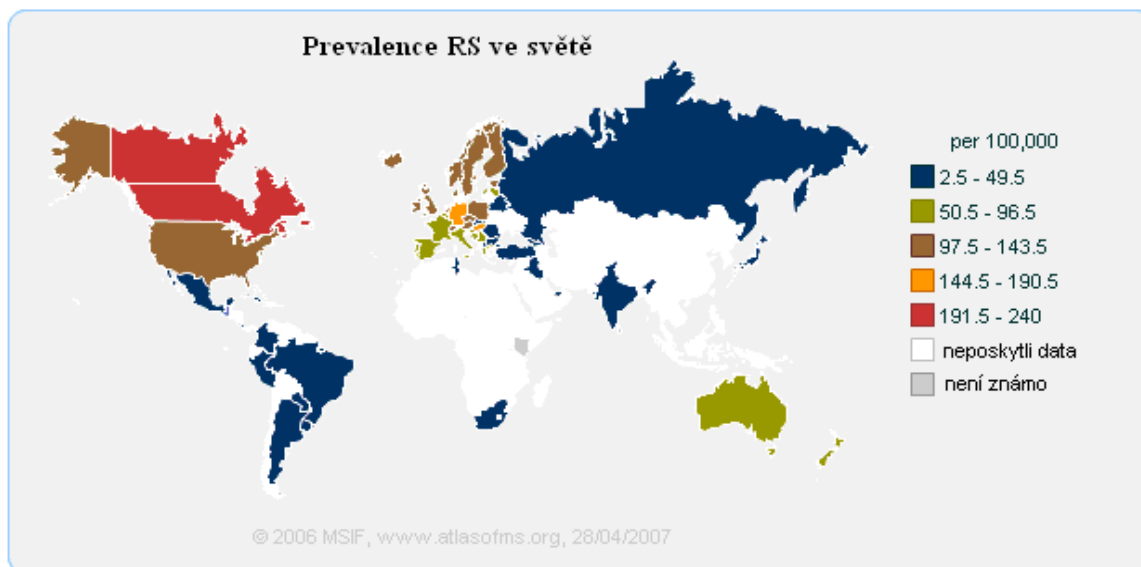 Prevalence RS ve světě
per 100,000
2.5 - 49.5
50.5 - 96.5
97.5 - 143.5
144.5 - 190.5
191.5 - 240
neposkytli data
není známo
© 2006 MSIF, www.atlasofms.org, 28/04/2007